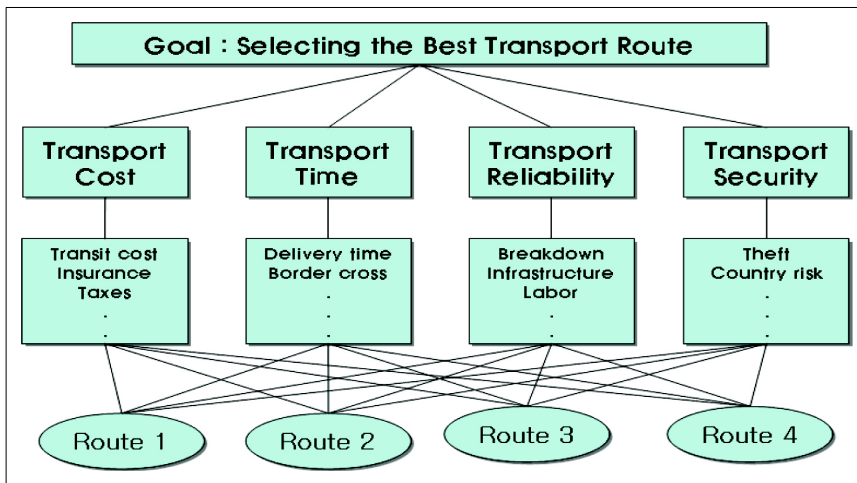 Goal : Selecting the Best Transport Route
Transport
Cost
Transport
Time
Transport
Reliability
Transport
Security
Transit cost
Insurance
Taxes
.
.
Delivery time
Border cross
.
.
.
Breakdown
Infrastructure
Labor
.
.
Theft
Country risk
.
.
.
Route 1
Route 2
Route 3
Route 4